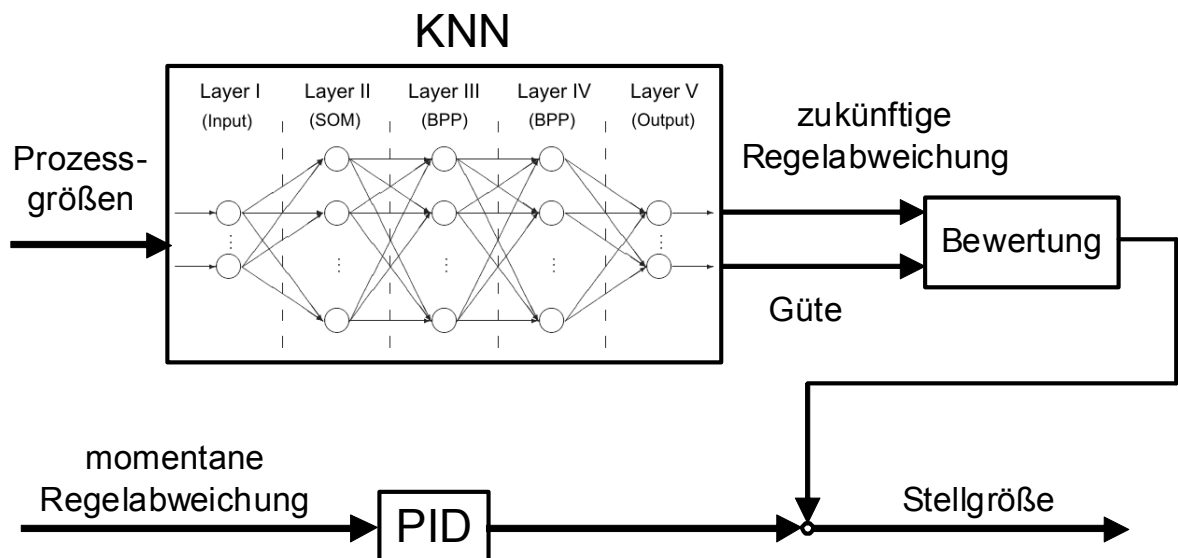 KNN
Layer I
(Input)
Layer II
(SOM)
Layer III
(BPP)
Layer IV
(BPP)
Layer V
(Output)
Prozess-
größen
zukünftige
Regelabweichung
Bewertung
Güte
momentane
Regelabweichung
PID
Stellgröße